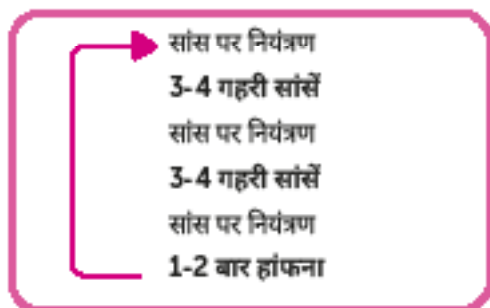 सांस पर नियंत्रण
3-4 गहरी सांसें
सांस पर नियंत्रण
3-4 गहरी सांसें
सांस पर नियंत्रण
1-2 बार हांफना